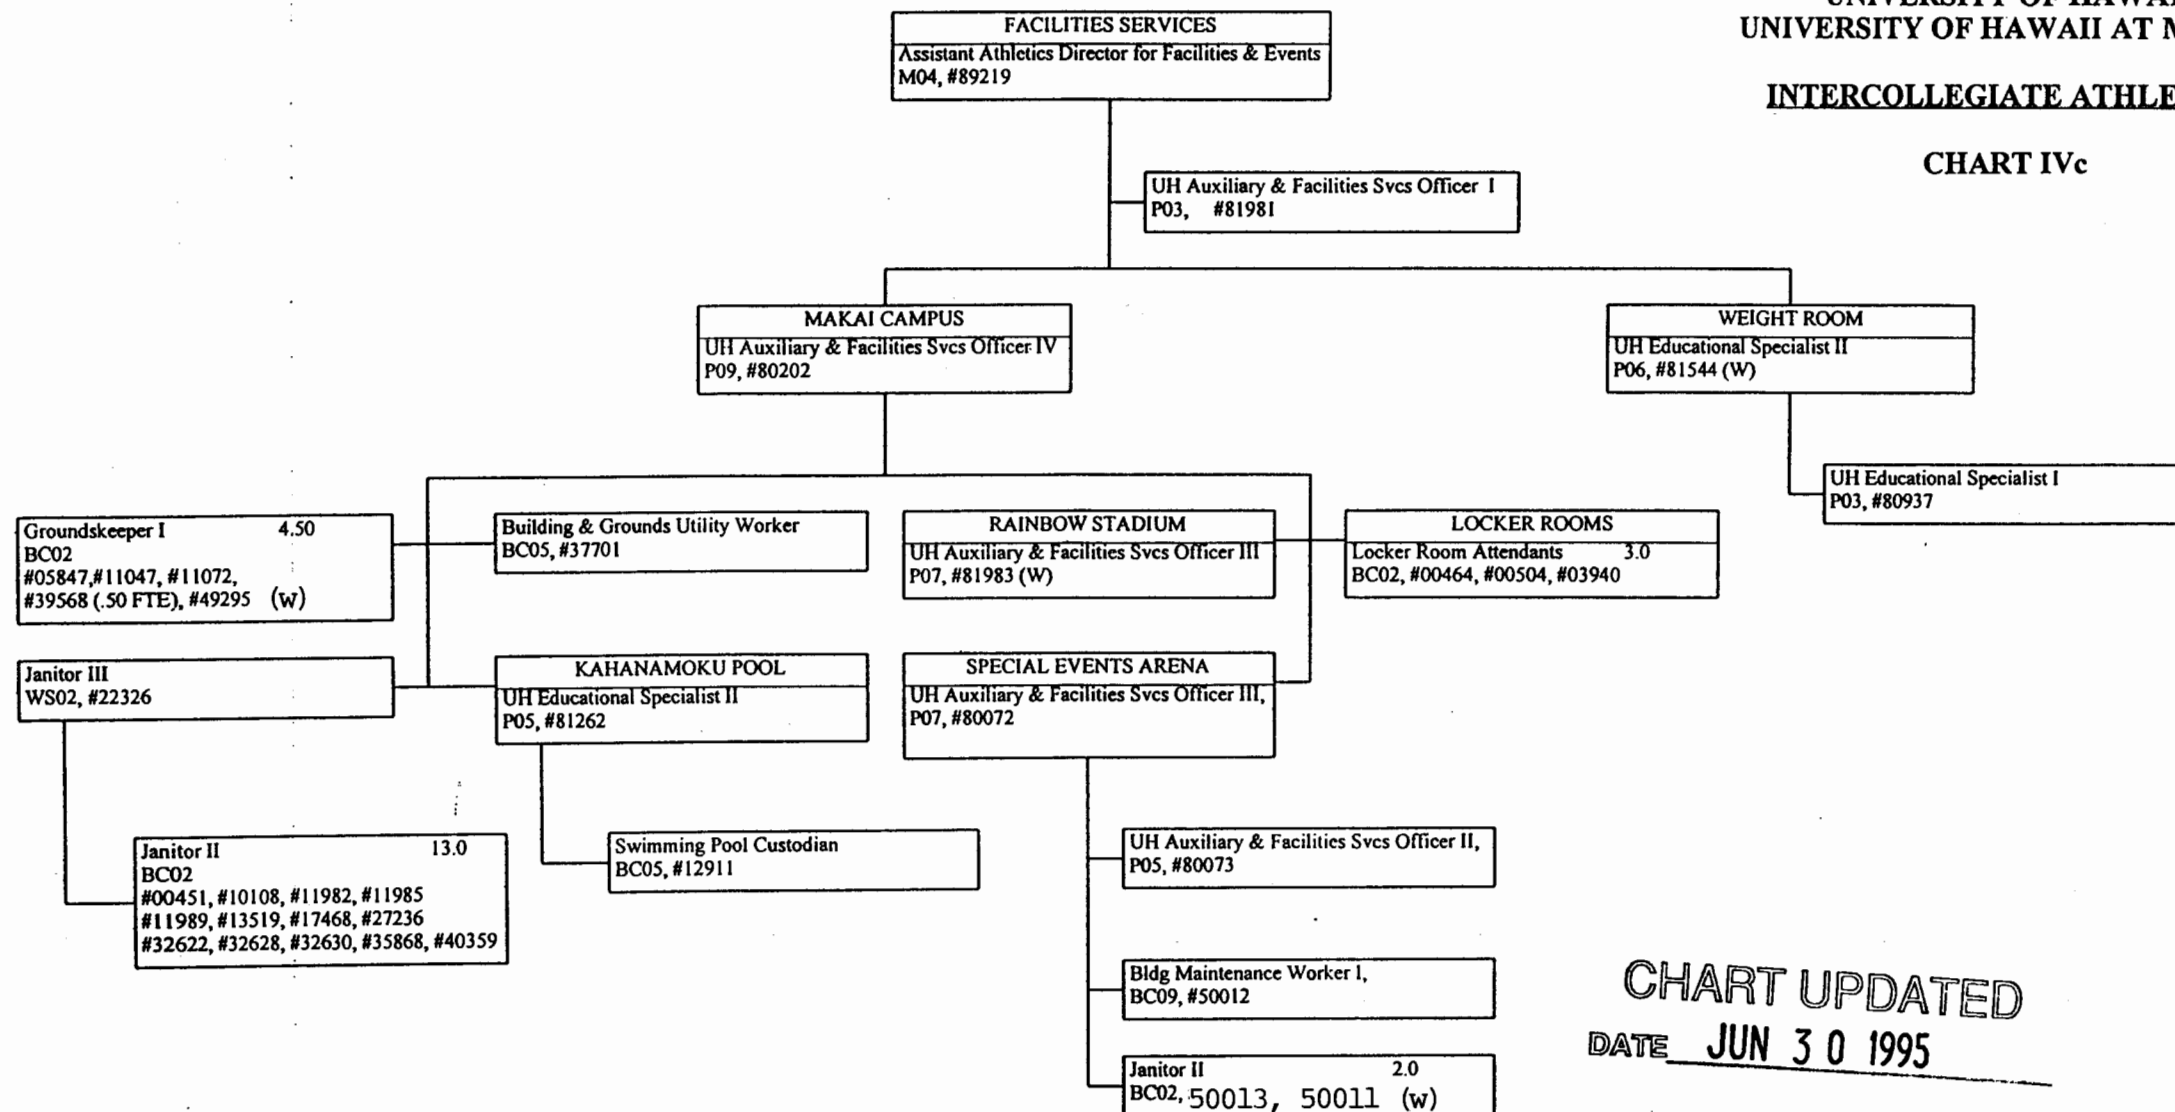 UNIVERSITY OF HAWAI
UNIVERSITY OF HAWAII AT M
INTERCOLLEGIATE ATHLE
CHART IVc
FACILITIES SERVICES
Assistant Athletics Director for Facilities & Events
M04, #89219
UH Auxiliary & Facilities Svcs Officer I
P03, #81981
MAKAI CAMPUS
UH Auxiliary & Facilities Svcs Officer IV
P09, #80202
WEIGHT ROOM
UH Educational Specialist II
P06, #81544 (W)
UH Educational Specialist I
P03, #80937
Groundskeeper I 4.50
BC02
#05847,#11047, #11072,
#39568 (.50 FTE), #49295 (w)
Building & Grounds Utility Worker
BC05, #37701
RAINBOW STADIUM
UH Auxiliary & Facilities Svcs Officer III
P07, #81983 (W)
LOCKER ROOMS
Locker Room Attendants 3.0
BC02, #00464, #00504, #03940
Janitor III
WS02, #22326
KAHANAMOKU POOL
UH Educational Specialist II
P05, #81262
SPECIAL EVENTS ARENA
UH Auxiliary & Facilities Svcs Officer III,
P07, #80072
Janitor II 13.0
BC02
#00451, #10108, #11982, #11985
#11989, #13519, #17468, #27236
#32622, #32628, #32630, #35868, #40359
Swimming Pool Custodian
BC05, #12911
UH Auxiliary & Facilities Svcs Officer II,
P05, #80073
Bldg Maintenance Worker I,
BC09, #50012
Janitor II 2.0
BC02, 50013, 50011 (w)
CHART UPDATED
DATE JUN 30 1995